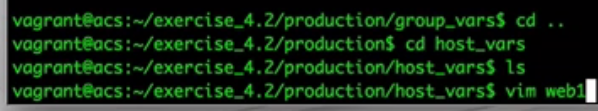 vagrant@acs:~/exercise_4.2/production/group_vars$ cd ..
vagrant@acs:~/exercise_4.2/production$ cd host_vars
vagrant@acs:~/exercise_4.2/production/host_vars$ ls
vagrant@acs:~/exercise_4.2/production/host_vars$ vim web1